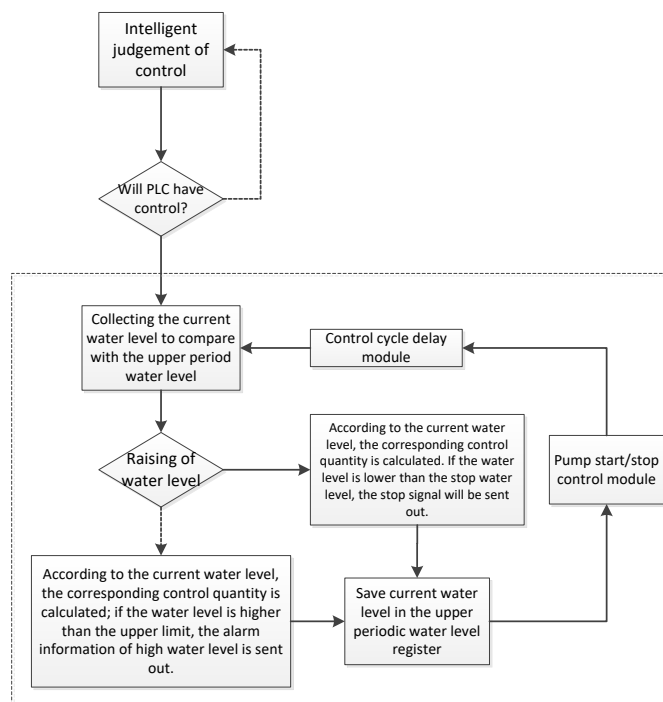 Intelligent
judgement of
control
Will PLC have
control?
Collecting the current
water level to compare
with the upper period
water level
Control cycle delay
module
Raising of
water level
According to the current water
level, the corresponding control
quantity is calculated. If the water
level is lower than the stop water
level, the stop signal will be sent
out.
Pump start/stop
control module
According to the current water level,
the corresponding control quantity is
calculated; if the water level is higher
than the upper limit, the alarm
information of high water level is sent
out.
Save current water
level in the upper
periodic water level
register